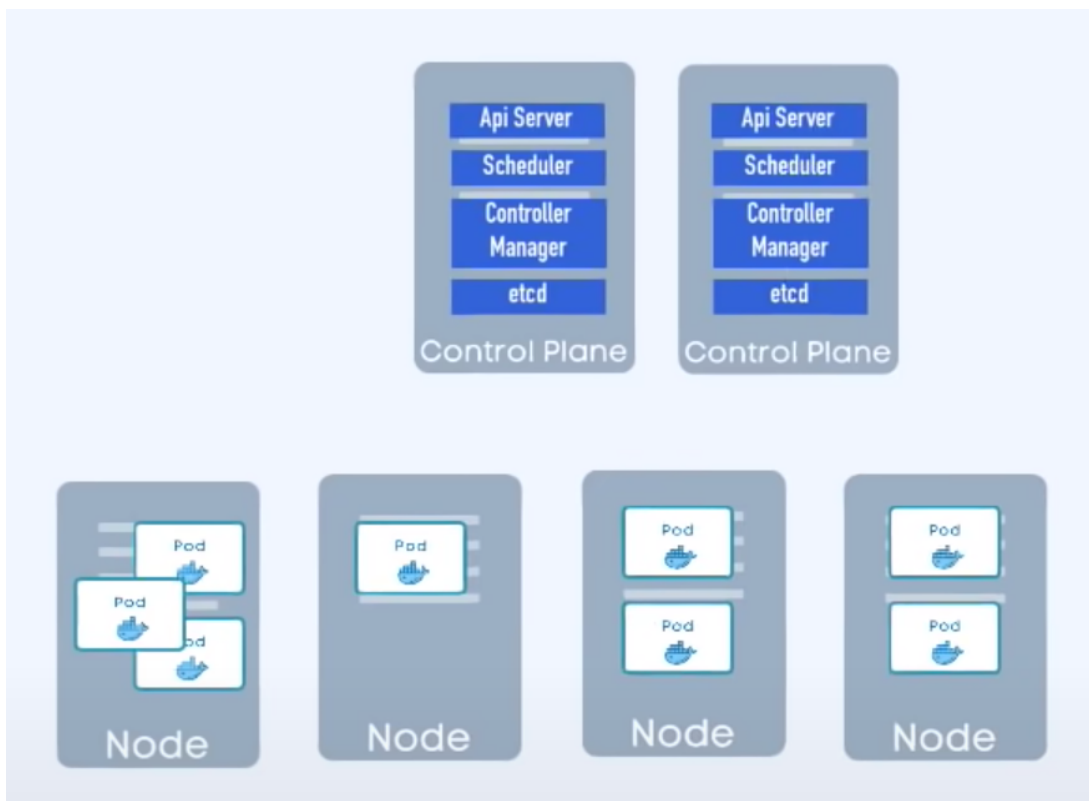 Api Server
Scheduler
Controller
Manager
etcd
Control Plane
Api Server
Scheduler
Controller
Manager
etcd
Control Plane
Pod
Pod
od
Node
Pod
Node
Pod
Pod
Node
Pod
Pod
Node